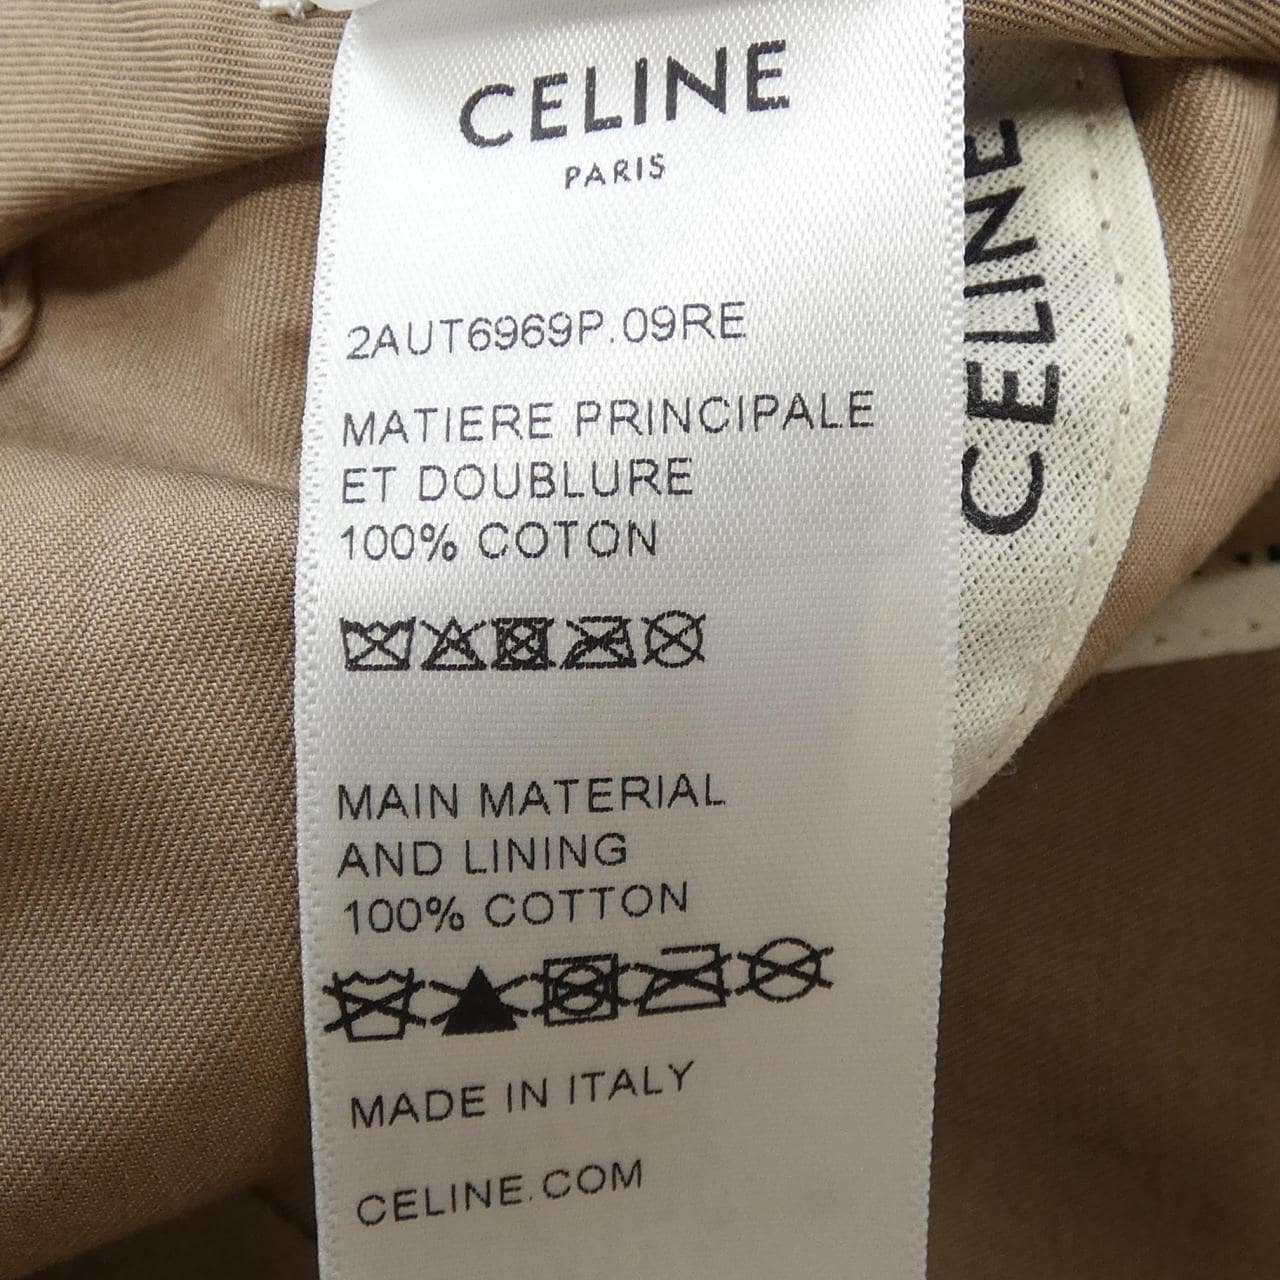 CELINE
PARIS
2AUT6969P.09RE
MATIERE PRINCIPALE
ET DOUBLURE
100% COTON
MAIN MATERIAL
AND LINING
100% COTTON
MADE IN ITALY
CELINE.COM
CELINE